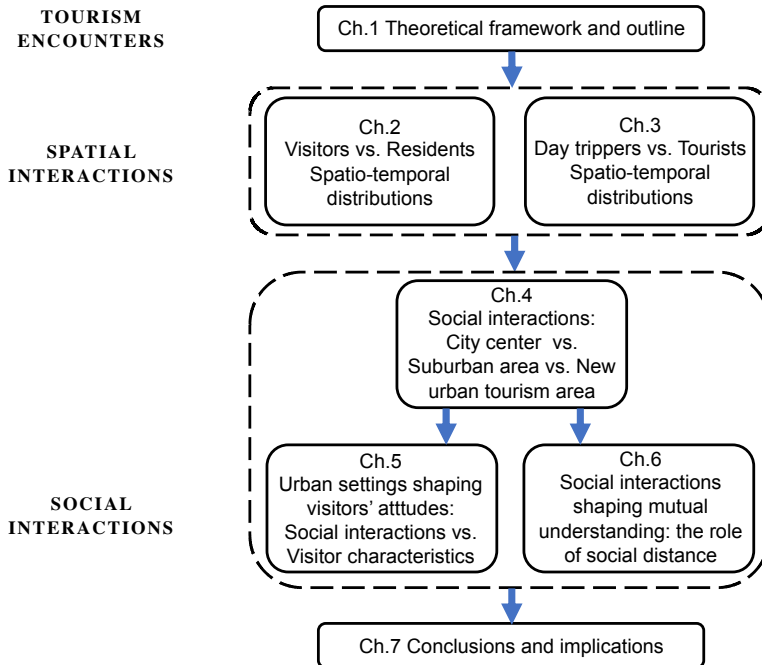 TOURISM
ENCOUNTERS
Ch.1 Theoretical framework and outline
SPATIAL
INTERACTIONS
Ch.2
Visitors vs. Residents
Spatio-temporal
distributions
Ch.3
Day trippers vs. Tourists
Spatio-temporal
distributions
Ch.4
Social interactions:
City center vs.
Suburban area vs. New
urban tourism area
SOCIAL
INTERACTIONS
Ch.5
Urban settings shaping
visitors' atttudes:
Social interactions vs.
Visitor characteristics
Ch.6
Social interactions
shaping mutual
understanding: the role
of social distance
Ch.7 Conclusions and implications